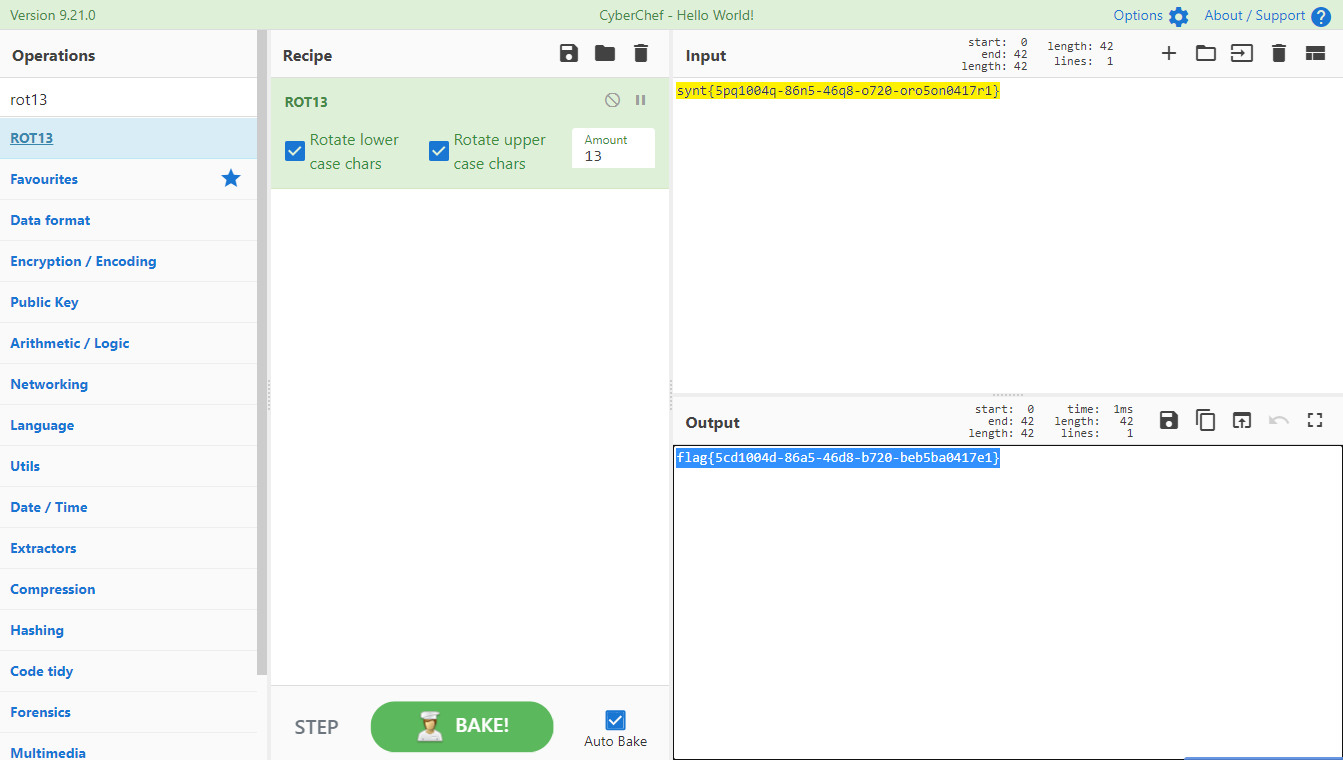 Version 9.21.0
CyberChef - Hello World!
Options
About / Support
?
Operations
rot13
ROT13
Favourites
Data format
Encryption / Encoding
Public Key
Arithmetic / Logic
Networking
Language
Utils
Date / Time
Extractors
Compression
Hashing
Code tidy
Forensics
Multimedia
Recipe
ROT13
Rotate lower
case chars
Rotate upper
case chars
Amount
13
STEP
BAKE!
Auto Bake
Input
start: 0
end: 42
length: 42
length: 42
lines: 1
synt{5pq1004q-86n5-46q8-o720-oro5on0417r1}
Output
start: 0
end: 42
length: 42
time: 1ms
length: 42
lines: 1
flag{5cd1004d-86a5-46d8-b720-beb5ba0417e1}